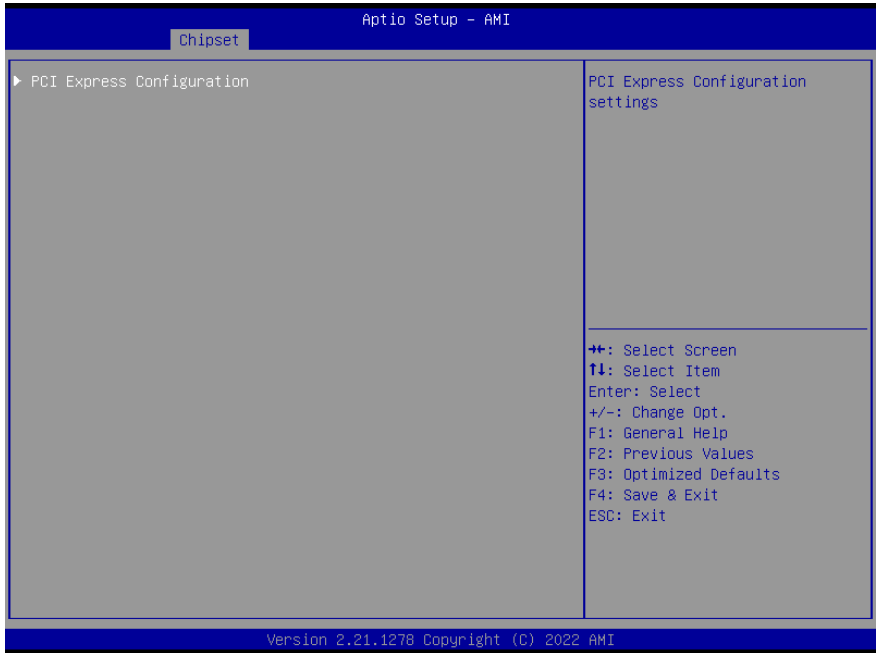 Aptio Setup – AMI
Chipset
▶ PCI Express Configuration
PCI Express Configuration
settings
→←: Select Screen
↑↓: Select Item
Enter: Select
+/-: Change Opt.
F1: General Help
F2: Previous Values
F3: Optimized Defaults
F4: Save & Exit
ESC: Exit
Version 2.21.1278 Copyright (C) 2022 AMI